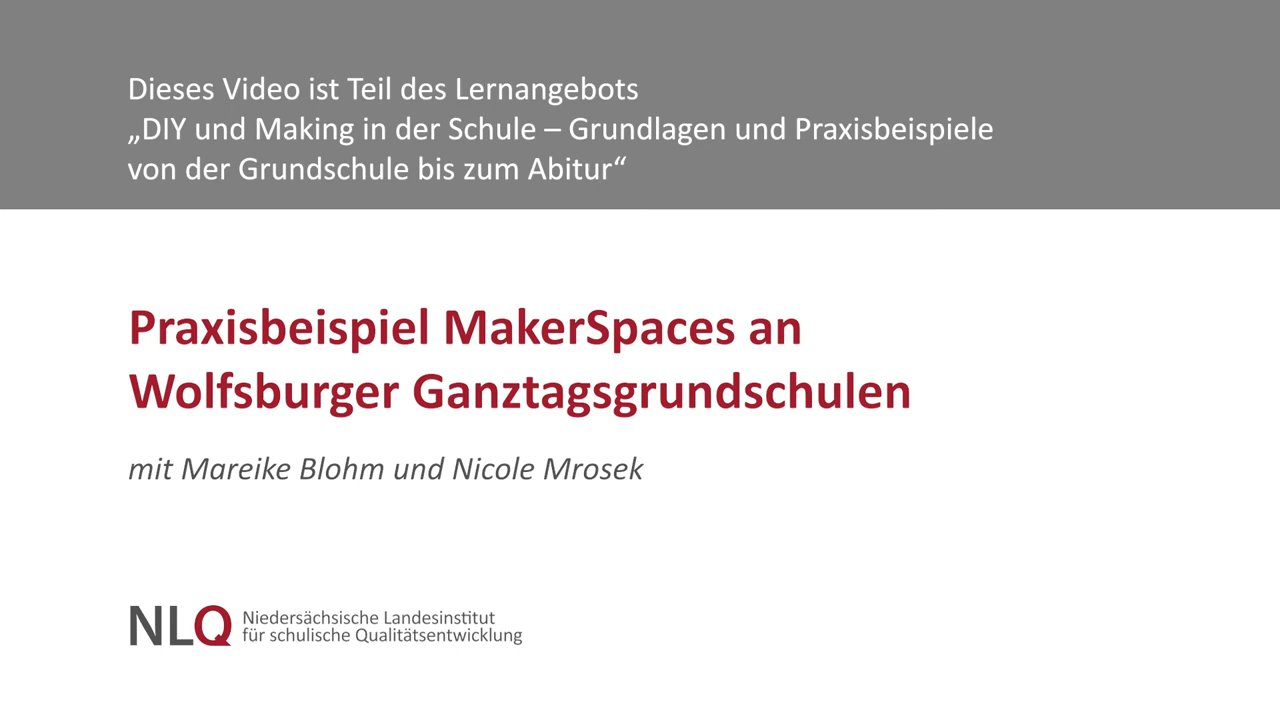 Dieses Video ist Teil des Lernangebots
„DIY und Making in der Schule – Grundlagen und Praxisbeispiele
von der Grundschule bis zum Abitur“
Praxisbeispiel MakerSpaces an
Wolfsburger Ganztagsgrundschulen
mit Mareike Blohm und Nicole Mrosek
NLQ
Niedersächsische Landesinstitut
für schulische Qualitätsentwicklung